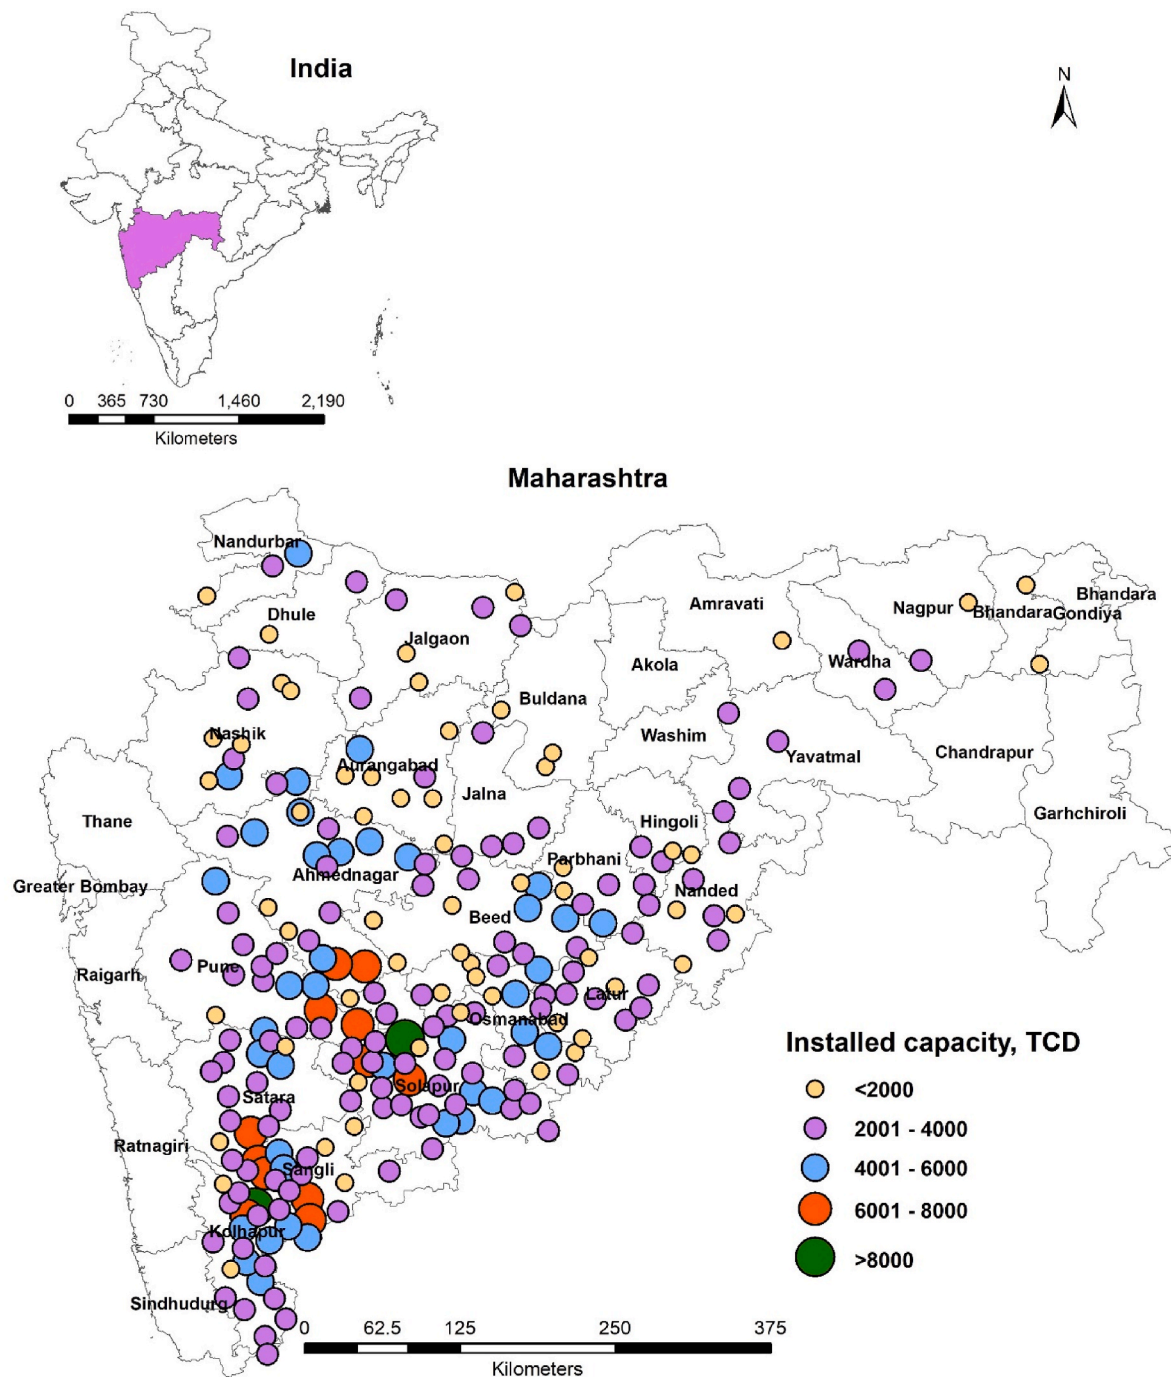 India
N
0 365 730 1,460 2,190
Kilometers
Maharashtra
Nandurbar
Dhule
Jalgaon
Amravati
Nagpur
Bhandara
Bhandara
Gondiya
Akola
Wardha
Buldana
Nashik
Washim
Yavatmal
Chandrapur
Aurangabad
Jalna
Thane
Hingoli
Garhchiroli
Parbhani
Greater Bombay
Ahmednagar
Nanded
Beed
Raigarh
Pune
Latur
Osmanabad
Installed capacity, TCD
Solapur
Satara
<2000
Ratnagiri
2001 - 4000
Sangli
4001 - 6000
6001 - 8000
Kolhapur
>8000
Sindhudurg
0 62.5 125 250 375
Kilometers